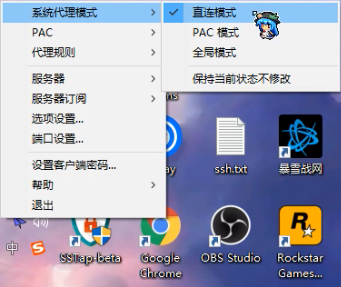 系统代理模式
PAC
代理规则
服务器
服务器订阅
选项设置...
端口设置...
设置客户端密码...
帮助
退出
直连模式
PAC 模式
全局模式
保持当前状态不修改
ssh.txt
暴雪战网
中
SSTap-beta
Google
Chrome
OBS Studio
Rockstar
Games...